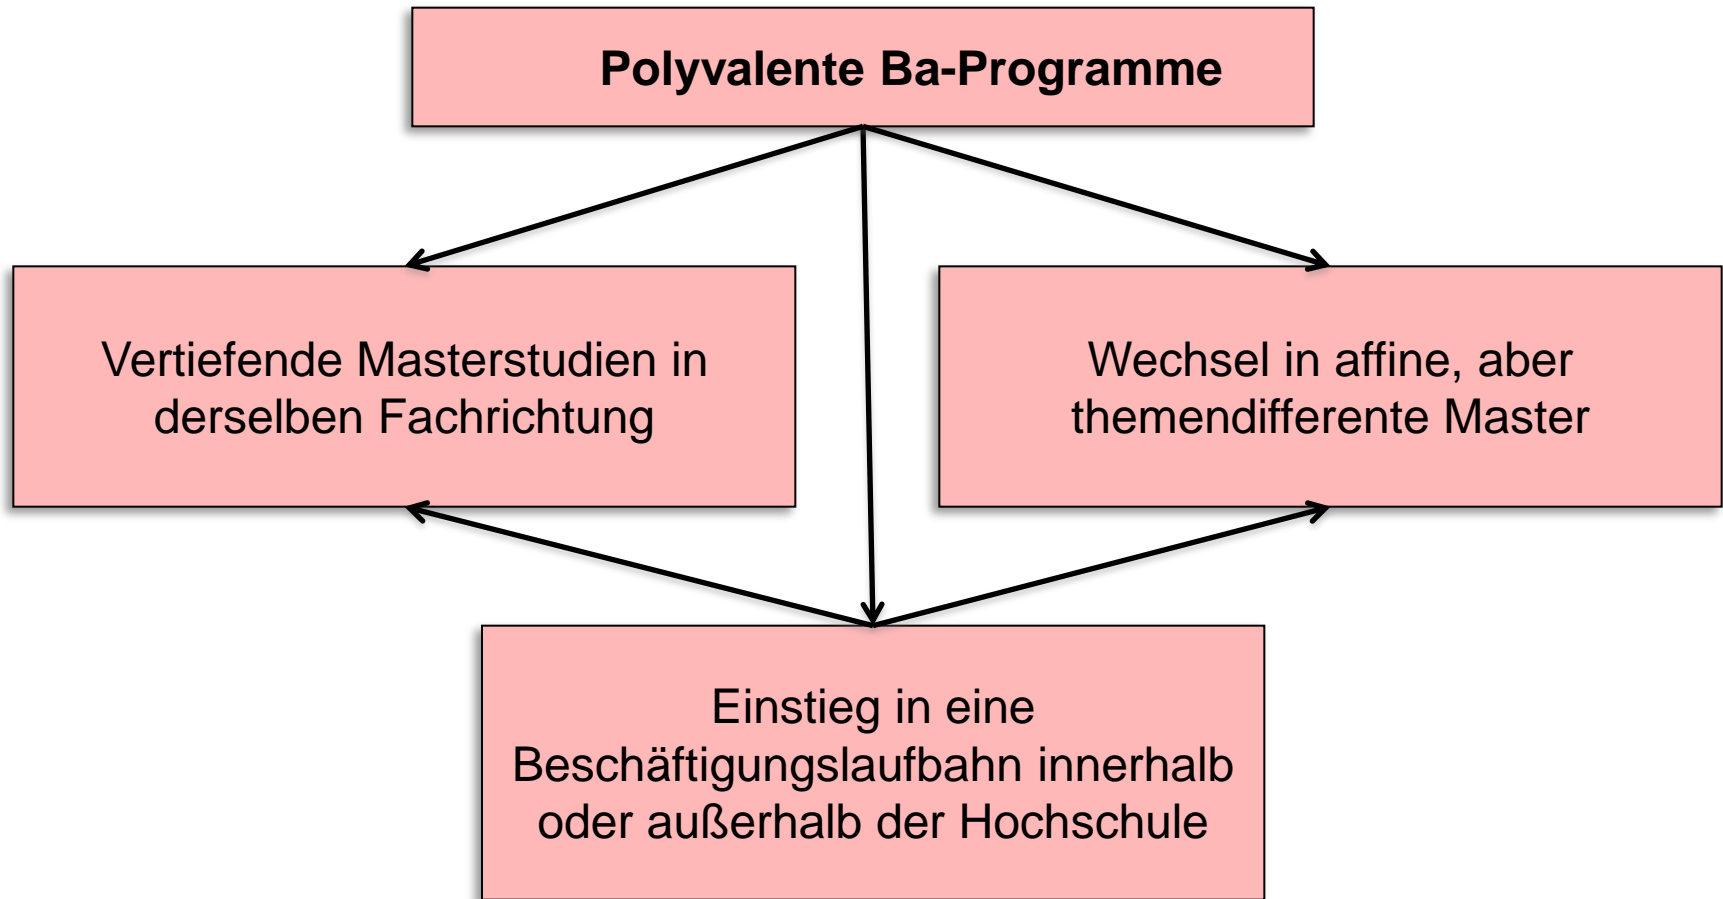 Polyvalente Ba-Programme
Vertiefende Masterstudien in
derselben Fachrichtung
Wechsel in affine, aber
themendifferente Master
Einstieg in eine
Beschäftigungslaufbahn innerhalb
oder außerhalb der Hochschule